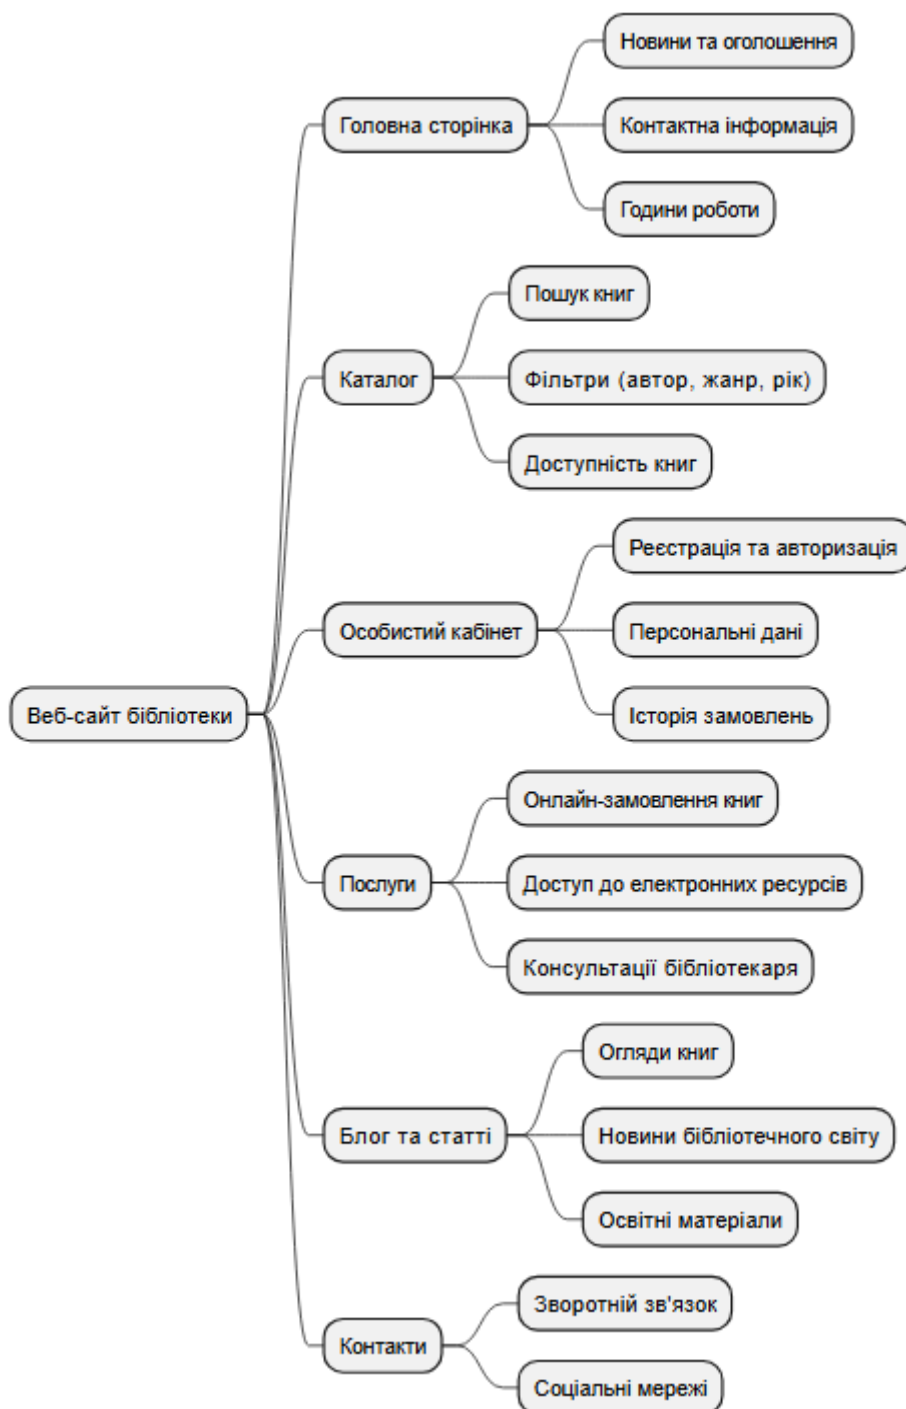 Новини та оголошення
Головна сторінка
Контактна інформація
Години роботи
Пошук книг
Каталог
Фільтри (автор, жанр, рік)
Доступність книг
Реєстрація та авторизація
Особистий кабінет
Персональні дані
Історія замовлень
Веб-сайт бібліотеки
Онлайн-замовлення книг
Послуги
Доступ до електронних ресурсів
Консультації бібліотекаря
Огляди книг
Блог та статті
Новини бібліотечного світу
Освітні матеріали
Зворотній зв'язок
Контакти
Соціальні мережі